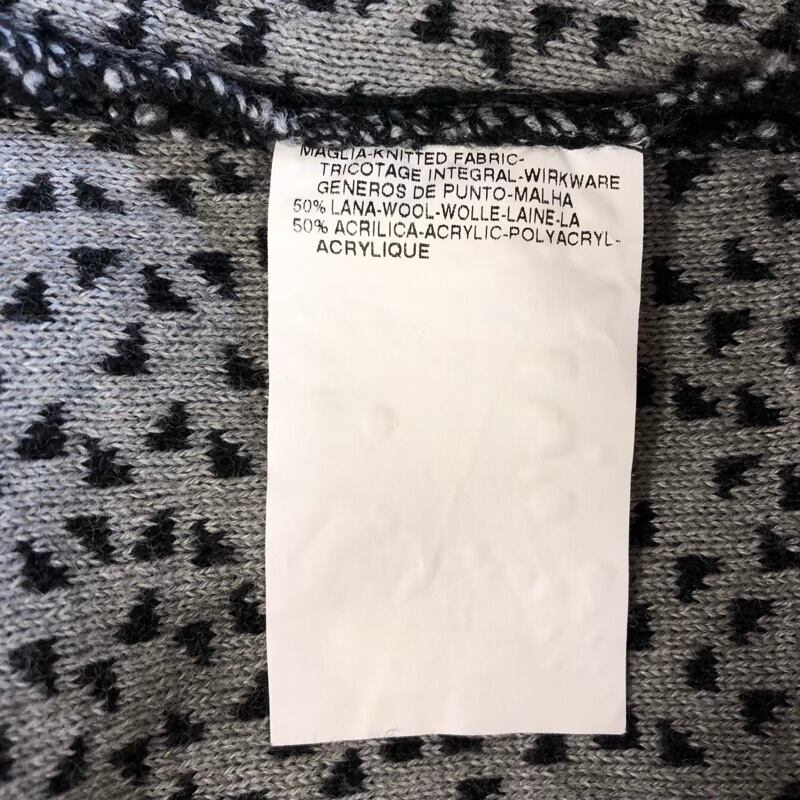 MAGLIA-KNITTED FABRIC-
TRICOTAGE INTEGRAL-WIRKWARE
GENEROS DE PUNTO-MALHA
50% LANA-WOOL-WOLLE-LAINE-LA
50% ACRILICA-ACRYLIC-POLYACRYL-
ACRYLIQUE